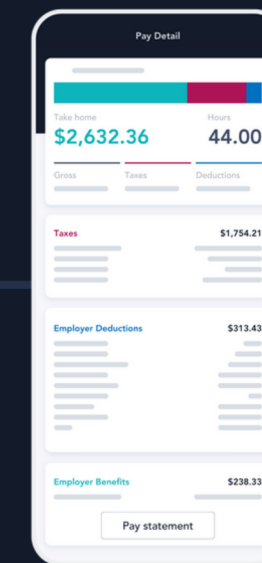 Pay Detail
Take home Hours
$2,632.36 44.00
Gross Taxes Deductions
Taxes $1,754.21
Employer Deductions $313.43
Employer Benefits $238.33
Pay statement